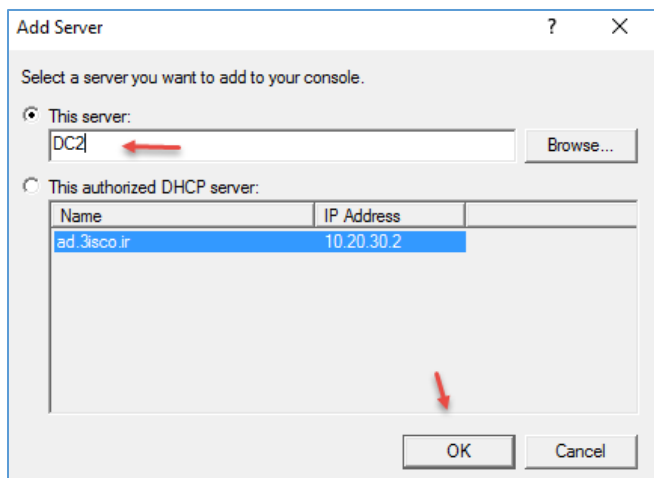 Add Server ? X
Select a server you want to add to your console.
This server:
DC2 Browse...
This authorized DHCP server:
Name IP Address
ad.3isco.ir 10.20.30.2
OK Cancel